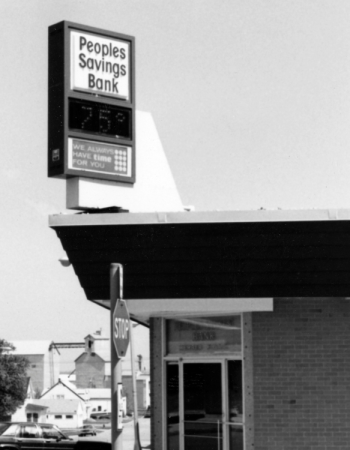 Peoples
Savings
Bank
75°
WE ALWAYS
HAVE time
FOR YOU
STOP